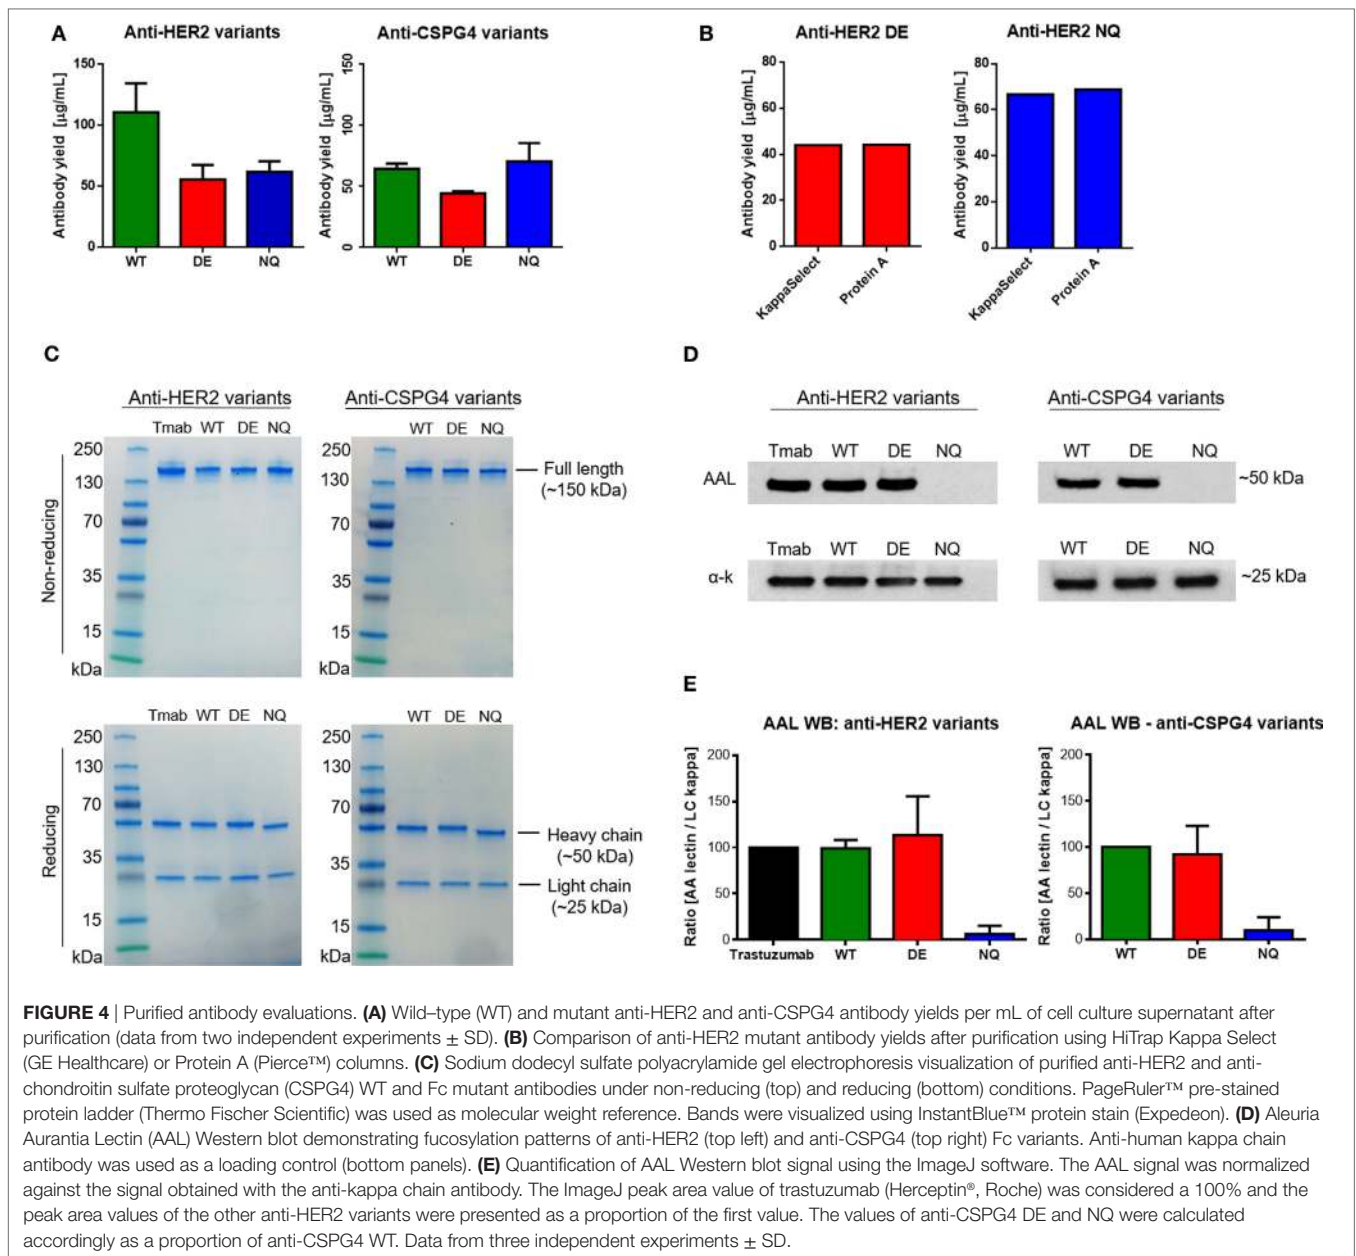 A
Anti-HER2 variants
Antibody yield [µg/mL]
150
100
50
0
WT
DE
NQ
Anti-CSPG4 variants
Antibody yield [µg/mL]
150
100
50
0
WT
DE
NQ
B
Anti-HER2 DE
Antibody yield [µg/mL]
80
60
40
20
0
KappaSelect
Protein A
Anti-HER2 NQ
Antibody yield [µg/mL]
80
60
40
20
0
KappaSelect
Protein A
C
Anti-HER2 variants
Anti-CSPG4 variants
Non-reducing
Tmab WT DE NQ
250
130
70
35
15
kDa
WT DE NQ
250
130
70
35
15
kDa
Full length
(~150 kDa)
Reducing
Tmab WT DE NQ
250
130
70
35
15
kDa
WT DE NQ
250
130
70
35
15
kDa
Heavy chain
(~50 kDa)
Light chain
(~25 kDa)
D
Anti-HER2 variants
Anti-CSPG4 variants
Tmab WT DE NQ
WT DE NQ
AAL
~50 kDa
Tmab WT DE NQ
WT DE NQ
α-k
~25 kDa
E
AAL WB: anti-HER2 variants
Ratio [AA lectin / LC kappa]
200
150
100
50
0
Trastuzumab
WT
DE
NQ
AAL WB - anti-CSPG4 variants
Ratio [AA lectin / LC kappa]
200
150
100
50
0
WT
DE
NQ
FIGURE 4 | Purified antibody evaluations. (A) Wild–type (WT) and mutant anti-HER2 and anti-CSPG4 antibody yields per mL of cell culture supernatant after
purification (data from two independent experiments ± SD). (B) Comparison of anti-HER2 mutant antibody yields after purification using HiTrap Kappa Select
(GE Healthcare) or Protein A (Pierce™) columns. (C) Sodium dodecyl sulfate polyacrylamide gel electrophoresis visualization of purified anti-HER2 and anti-
chondroitin sulfate proteoglycan (CSPG4) WT and Fc mutant antibodies under non-reducing (top) and reducing (bottom) conditions. PageRuler™ pre-stained
protein ladder (Thermo Fischer Scientific) was used as molecular weight reference. Bands were visualized using InstantBlue™ protein stain (Expedeon). (D) Aleuria
Aurantia Lectin (AAL) Western blot demonstrating fucosylation patterns of anti-HER2 (top left) and anti-CSPG4 (top right) Fc variants. Anti-human kappa chain
antibody was used as a loading control (bottom panels). (E) Quantification of AAL Western blot signal using the ImageJ software. The AAL signal was normalized
against the signal obtained with the anti-kappa chain antibody. The ImageJ peak area value of trastuzumab (Herceptin®, Roche) was considered a 100% and the
peak area values of the other anti-HER2 variants were presented as a proportion of the first value. The values of anti-CSPG4 DE and NQ were calculated
accordingly as a proportion of anti-CSPG4 WT. Data from three independent experiments ± SD.